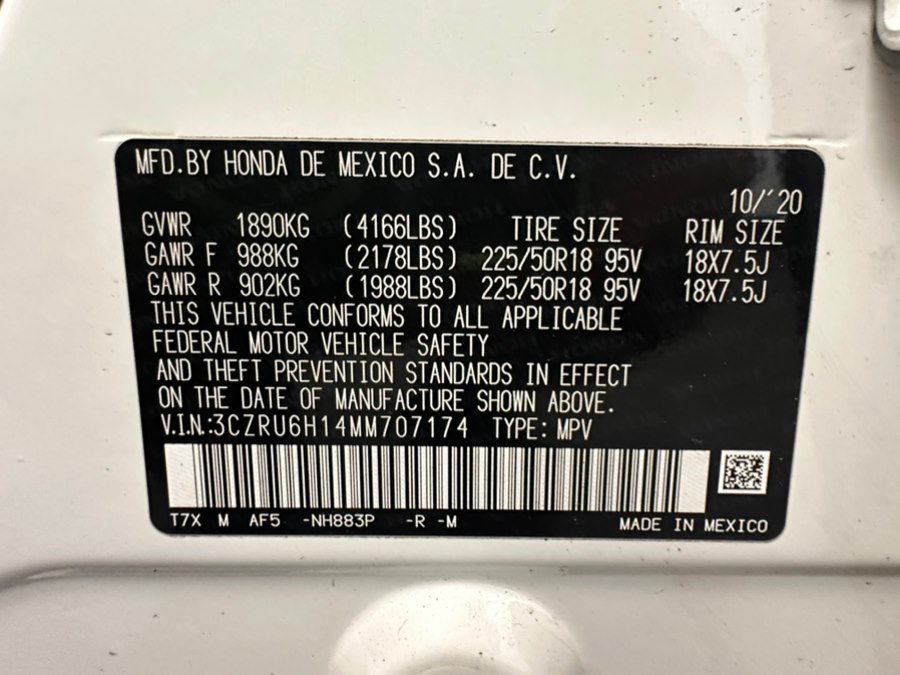 MFD.BY HONDA DE MEXICO S.A. DE C.V.
10/'20
GVWR 1890KG (4166LBS) TIRE SIZE RIM SIZE
GAWR F 988KG (2178LBS) 225/50R18 95V 18X7.5J
GAWR R 902KG (1988LBS) 225/50R18 95V 18X7.5J
THIS VEHICLE CONFORMS TO ALL APPLICABLE
FEDERAL MOTOR VEHICLE SAFETY
AND THEFT PREVENTION STANDARDS IN EFFECT
ON THE DATE OF MANUFACTURE SHOWN ABOVE.
V.I.N.:3CZRU6H14MM707174 TYPE: MPV
T7X M AF5 -NH883P -R -M MADE IN MEXICO